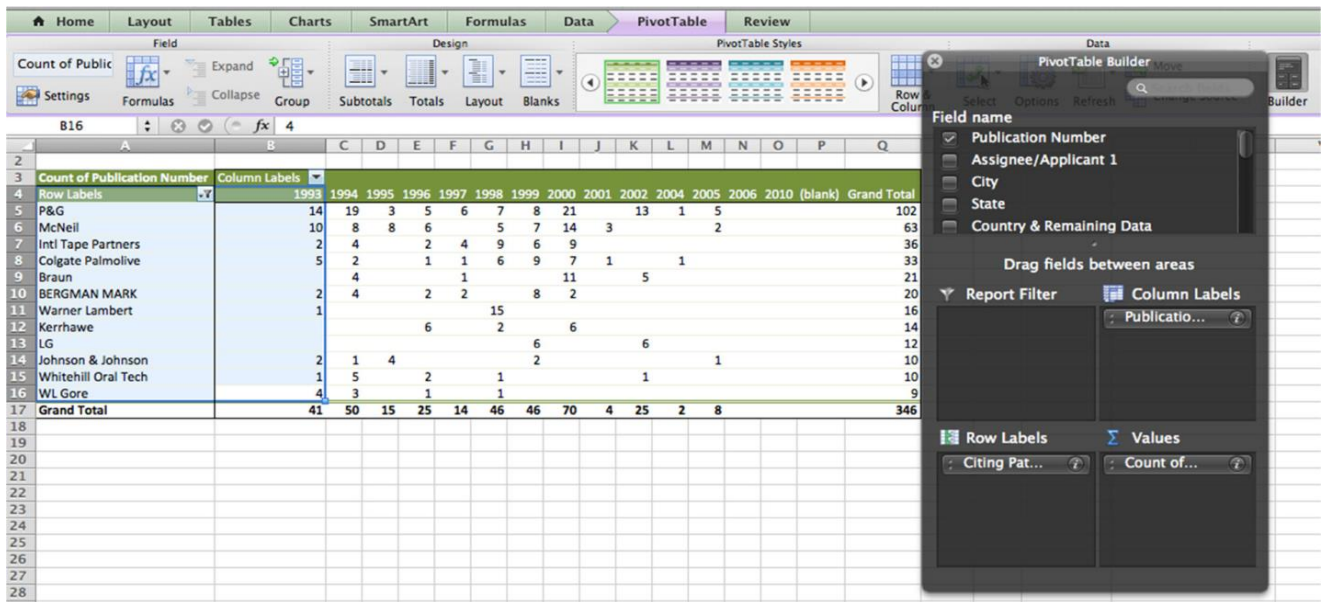 Home Layout Tables Charts SmartArt Formulas Data PivotTable Review
Field Design PivotTable Styles Data
Count of Public
Settings
Formulas
Expand
Collapse
Group
Subtotals Totals Layout Blanks
Row &
Column
Select Options Refresh
Move
Builder
B16 fx 4
A B C D E F G H I J K L M N O P Q
2
3 Count of Publication Number Column Labels
4 Row Labels 1993 1994 1995 1996 1997 1998 1999 2000 2001 2002 2004 2005 2006 2010 (blank) Grand Total
5 P&G 14 19 3 5 6 7 8 21 13 1 5 102
6 McNeil 10 8 8 6 5 7 14 3 2 63
7 Intl Tape Partners 2 4 2 4 9 6 9 36
8 Colgate Palmolive 5 2 1 1 6 9 7 1 1 33
9 Braun 4 1 11 5 21
10 BERGMAN MARK 2 4 2 2 8 2 20
11 Warner Lambert 1 15 16
12 Kerrhawe 6 2 6 14
13 LG 6 6 12
14 Johnson & Johnson 2 1 4 2 1 10
15 Whitehill Oral Tech 1 5 2 1 1 10
16 WL Gore 4 3 1 1 9
17 Grand Total 41 50 15 25 14 46 46 70 4 25 2 8 346
18
19
20
21
22
23
24
25
26
27
28
PivotTable Builder
Field name
Publication Number
Assignee/Applicant 1
City
State
Country & Remaining Data
Drag fields between areas
Report Filter Column Labels
Publicatio...
Row Labels Values
Citing Pat... Count of...